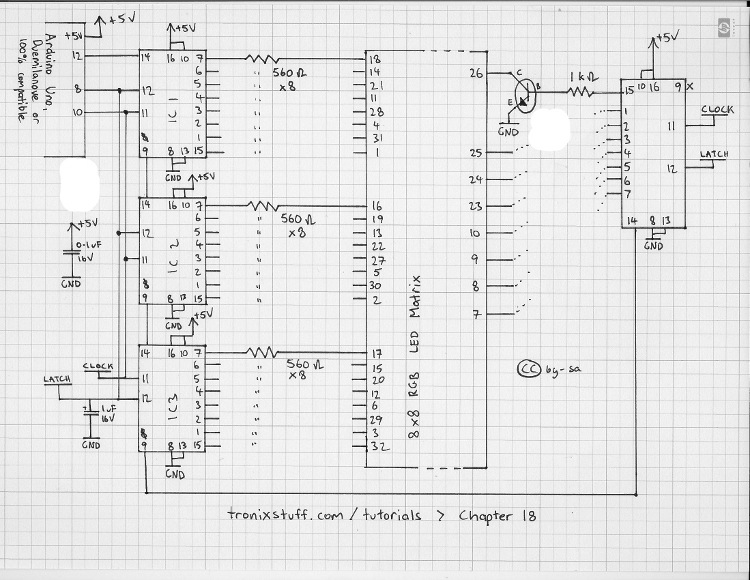 +5V
+5V
12
8
10
Arduino Uno,
Duemilanove or
100% compatible
+5V
14
16 10 7
12
11
6
5
4
3
2
1
9
8 13 15
IC1
GND
560Ω
x8
+5V
0.1uF
16V
GND
+5V
14
16 10 7
12
11
6
5
4
3
2
1
9
8 13 15
IC2
GND
560Ω
x8
+5V
14
16 10 7
11
12
6
5
4
3
2
1
9
8 13 15
IC3
GND
560Ω
x8
CLOCK
LATCH
1uF
16V
GND
18
14
21
11
28
4
31
1
16
19
13
22
27
5
30
2
17
15
20
12
6
29
3
32
8x8 RGB LED Matrix
26
25
24
23
10
9
8
7
C
B
E
GND
1kΩ
+5V
15 10 16 9 x
1
2
3
4
5
6
7
11
12
14 8 13
CLOCK
LATCH
GND
hp
CC by-sa
tronixstuff.com/tutorials > Chapter 18